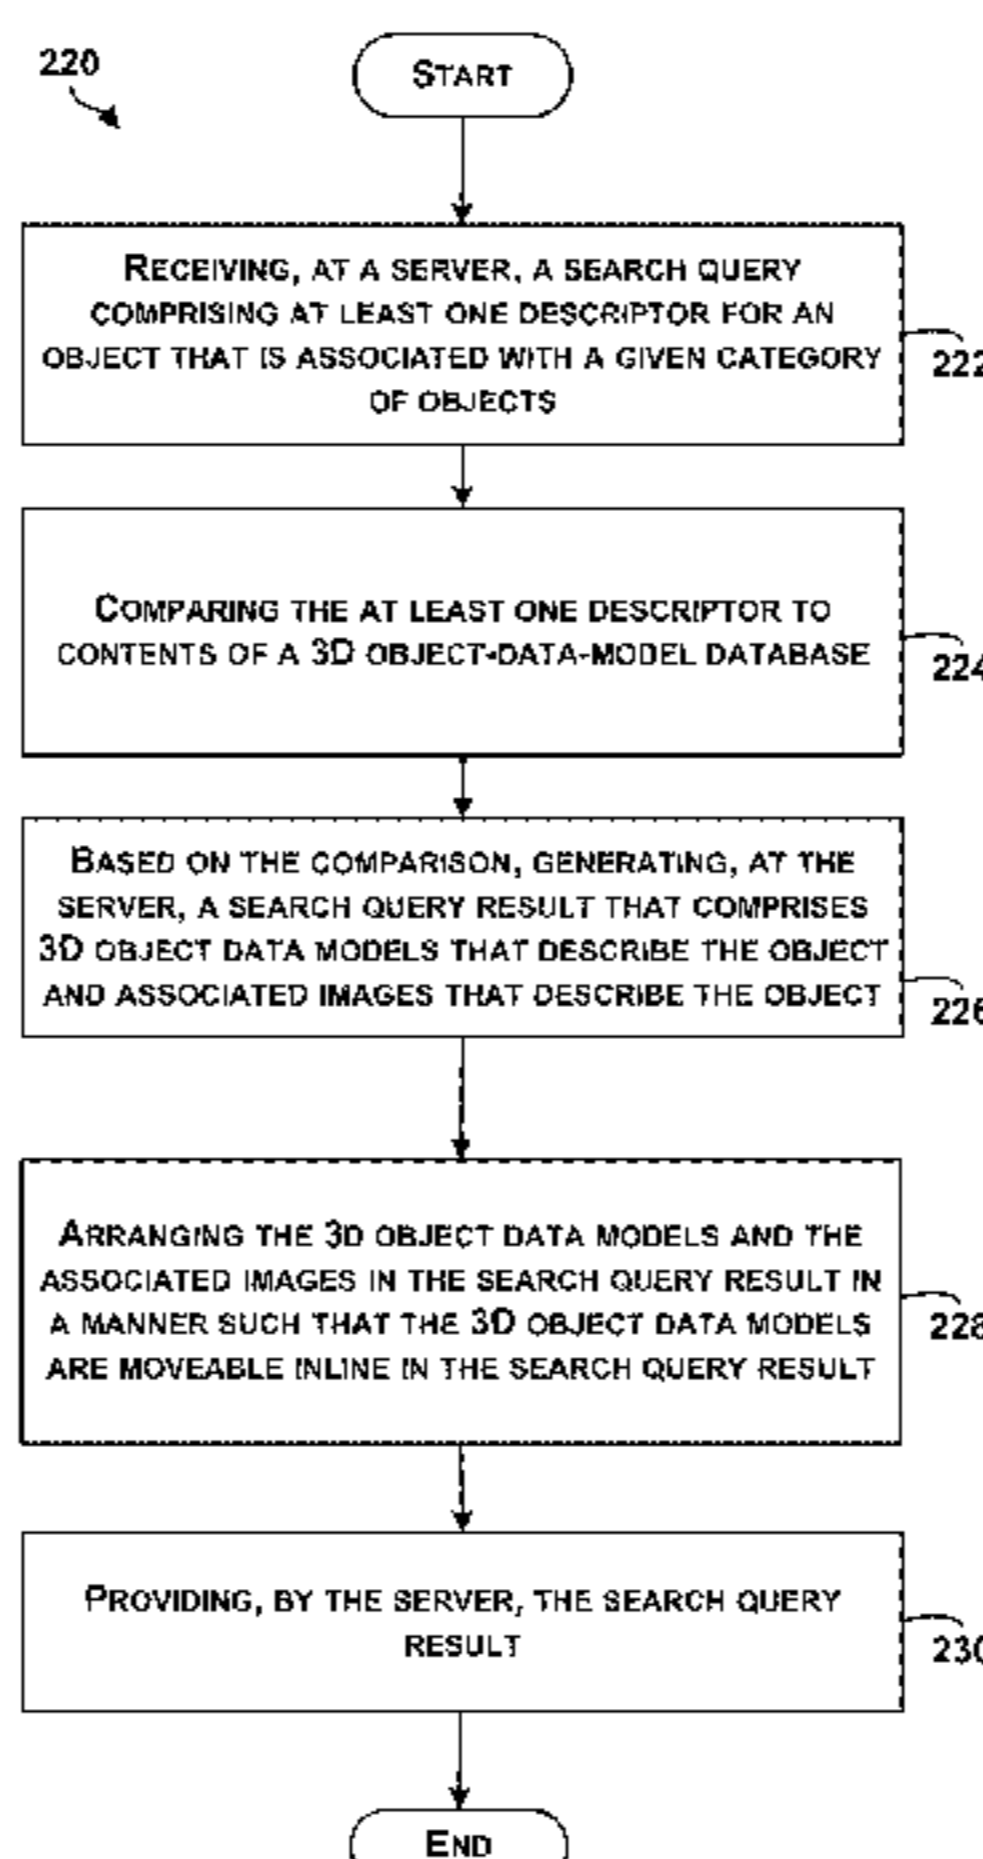 220
START
RECEIVING, AT A SERVER, A SEARCH QUERY
COMPRISING AT LEAST ONE DESCRIPTOR FOR AN
OBJECT THAT IS ASSOCIATED WITH A GIVEN CATEGORY
OF OBJECTS
222
COMPARING THE AT LEAST ONE DESCRIPTOR TO
CONTENTS OF A 3D OBJECT-DATA-MODEL DATABASE
224
BASED ON THE COMPARISON, GENERATING, AT THE
SERVER, A SEARCH QUERY RESULT THAT COMPRISES
3D OBJECT DATA MODELS THAT DESCRIBE THE OBJECT
AND ASSOCIATED IMAGES THAT DESCRIBE THE OBJECT
226
ARRANGING THE 3D OBJECT DATA MODELS AND THE
ASSOCIATED IMAGES IN THE SEARCH QUERY RESULT IN
A MANNER SUCH THAT THE 3D OBJECT DATA MODELS
ARE MOVEABLE INLINE IN THE SEARCH QUERY RESULT
228
PROVIDING, BY THE SERVER, THE SEARCH QUERY
RESULT
230
END